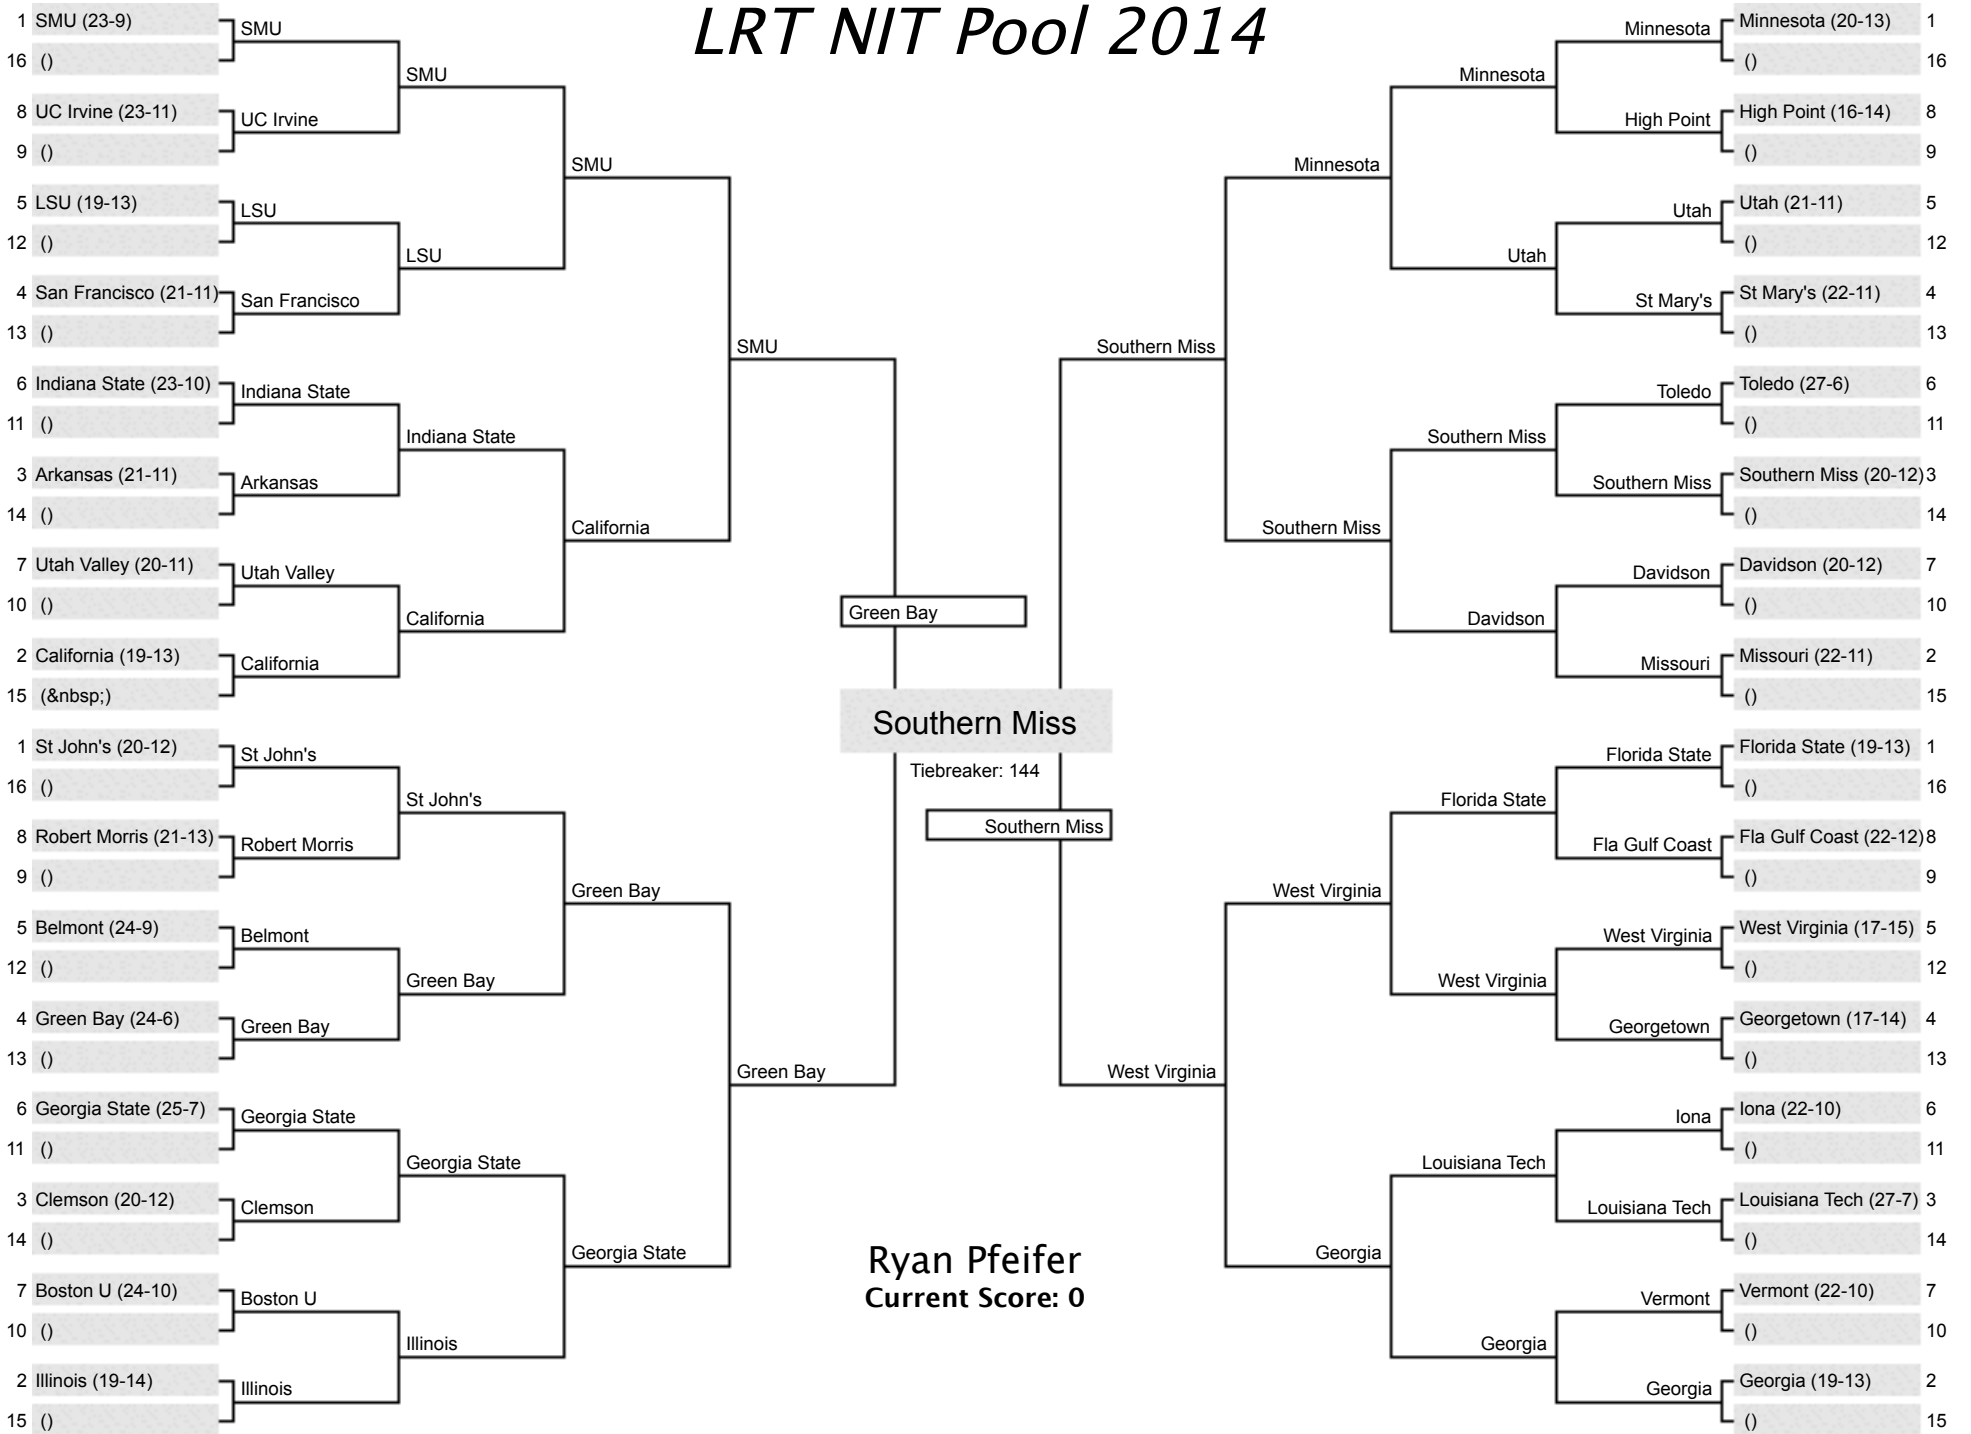 LRT NIT Pool 2014
1 SMU (23-9)
16 ()
8 UC Irvine (23-11)
9 ()
5 LSU (19-13)
12 ()
4 San Francisco (21-11)
13 ()
6 Indiana State (23-10)
11 ()
3 Arkansas (21-11)
14 ()
7 Utah Valley (20-11)
10 ()
2 California (19-13)
15 (&nbsp;)
1 St John's (20-12)
16 ()
8 Robert Morris (21-13)
9 ()
5 Belmont (24-9)
12 ()
4 Green Bay (24-6)
13 ()
6 Georgia State (25-7)
11 ()
3 Clemson (20-12)
14 ()
7 Boston U (24-10)
10 ()
2 Illinois (19-14)
15 ()
SMU
UC Irvine
LSU
San Francisco
Indiana State
Arkansas
Utah Valley
California
St John's
Robert Morris
Belmont
Green Bay
Georgia State
Clemson
Boston U
Illinois
SMU
LSU
Indiana State
California
St John's
Green Bay
Georgia State
Illinois
SMU
California
Green Bay
Georgia State
SMU
Green Bay
Green Bay
Southern Miss
Tiebreaker: 144
Southern Miss
Ryan Pfeifer
Current Score: 0
Southern Miss
West Virginia
Minnesota
Southern Miss
West Virginia
Georgia
Minnesota
Utah
Southern Miss
Davidson
Florida State
West Virginia
Louisiana Tech
Georgia
Minnesota
High Point
Utah
St Mary's
Toledo
Southern Miss
Davidson
Missouri
Florida State
Fla Gulf Coast
West Virginia
Georgetown
Iona
Louisiana Tech
Vermont
Georgia
Minnesota (20-13) 1
() 16
High Point (16-14) 8
() 9
Utah (21-11) 5
() 12
St Mary's (22-11) 4
() 13
Toledo (27-6) 6
() 11
Southern Miss (20-12) 3
() 14
Davidson (20-12) 7
() 10
Missouri (22-11) 2
() 15
Florida State (19-13) 1
() 16
Fla Gulf Coast (22-12) 8
() 9
West Virginia (17-15) 5
() 12
Georgetown (17-14) 4
() 13
Iona (22-10) 6
() 11
Louisiana Tech (27-7) 3
() 14
Vermont (22-10) 7
() 10
Georgia (19-13) 2
() 15